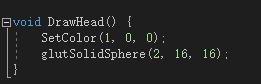 void DrawHead() {
    SetColor(1, 0, 0);
    glutSolidSphere(2, 16, 16);
}